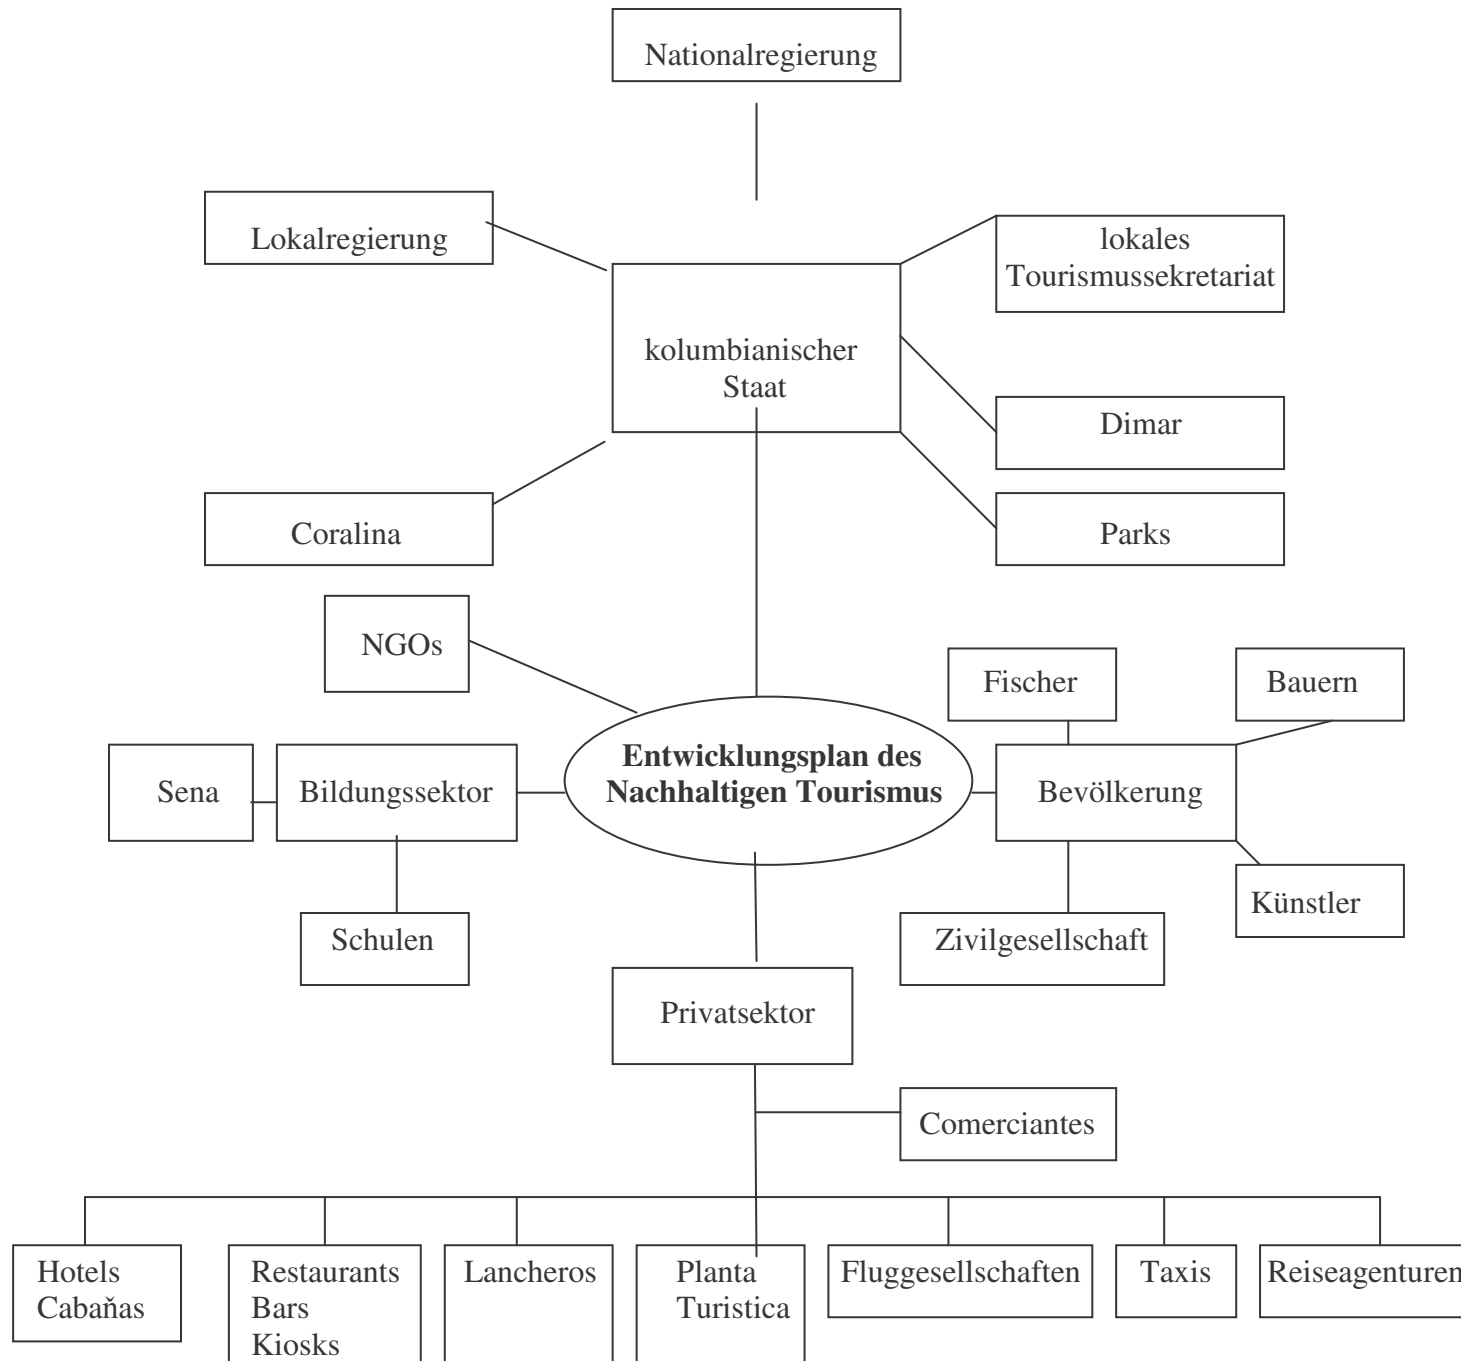 Nationalregierung
Lokalregierung
lokales
Tourismussekretariat
kolumbianischer
Staat
Dimar
Coralina
Parks
NGOs
Fischer
Bauern
Sena
Bildungssektor
Entwicklungsplan des
Nachhaltigen Tourismus
Bevölkerung
Künstler
Schulen
Zivilgesellschaft
Privatsektor
Comerciantes
Hotels
Cabaňas
Restaurants
Bars
Kiosks
Lancheros
Planta
Turistica
Fluggesellschaften
Taxis
Reiseagenturen